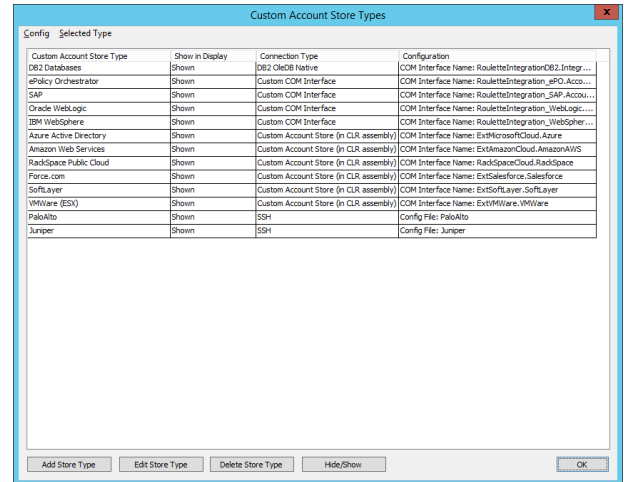 Custom Account Store Types
x
Config Selected Type
Custom Account Store Type Show in Display Connection Type Configuration
DB2 Databases Shown DB2 OleDB Native COM Interface Name: RouletteIntegrationDB2.Integr...
ePolicy Orchestrator Shown Custom COM Interface COM Interface Name: RouletteIntegration_ePO.Acco...
SAP Shown Custom COM Interface COM Interface Name: RouletteIntegration_SAP.Accou...
Oracle WebLogic Shown Custom COM Interface COM Interface Name: RouletteIntegration_WebLogic....
IBM WebSphere Shown Custom COM Interface COM Interface Name: RouletteIntegration_WebSpher...
Azure Active Directory Shown Custom Account Store (in CLR assembly) COM Interface Name: ExtMicrosoftCloud.Azure
Amazon Web Services Shown Custom Account Store (in CLR assembly) COM Interface Name: ExtAmazonCloud.AmazonAWS
RackSpace Public Cloud Shown Custom Account Store (in CLR assembly) COM Interface Name: RackSpaceCloud.RackSpace
Force.com Shown Custom Account Store (in CLR assembly) COM Interface Name: ExtSalesforce.Salesforce
SoftLayer Shown Custom Account Store (in CLR assembly) COM Interface Name: ExtSoftLayer.SoftLayer
VMWare (ESX) Shown Custom Account Store (in CLR assembly) COM Interface Name: ExtVMWare.VMWare
PaloAlto Shown SSH Config File: PaloAlto
Juniper Shown SSH Config File: Juniper
Add Store Type Edit Store Type Delete Store Type Hide/Show OK